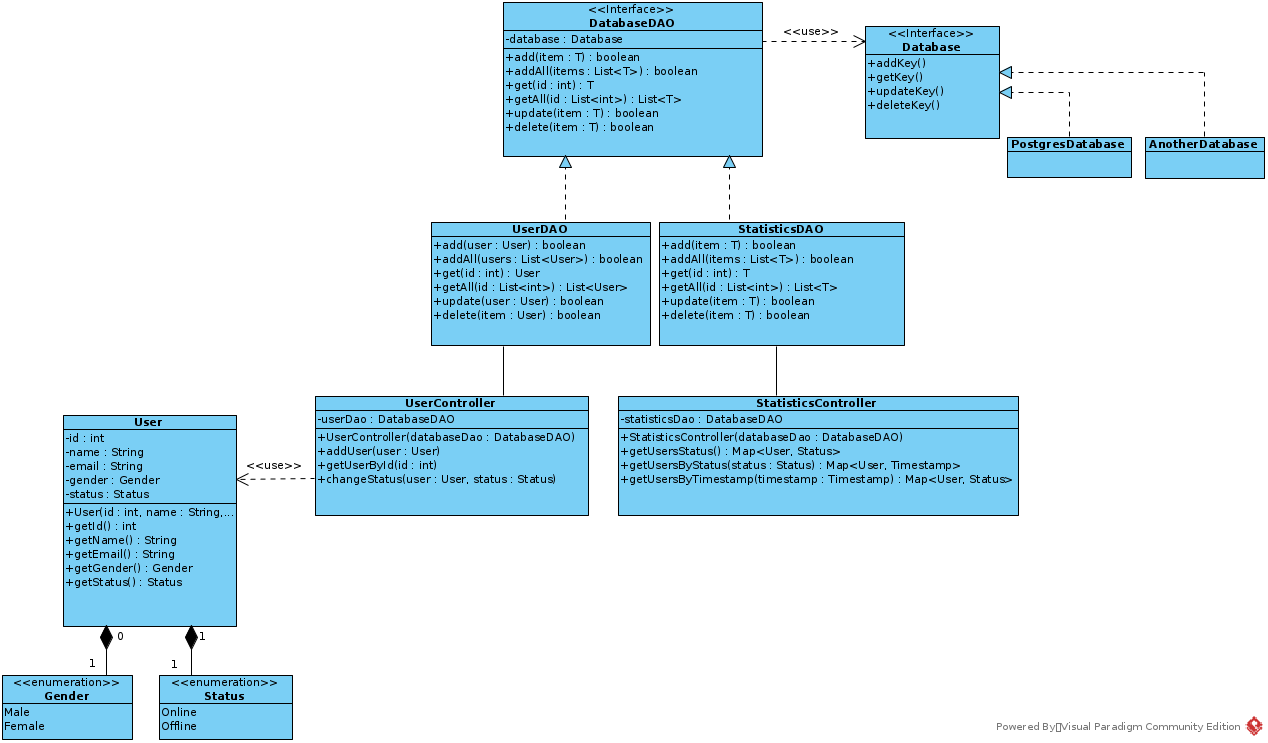 <<Interface>>
DatabaseDAO
-database : Database
+add(item : T) : boolean
+addAll(items : List<T>) : boolean
+get(id : int) : T
+getAll(id : List<int>) : List<T>
+update(item : T) : boolean
+delete(item : T) : boolean
<<use>>
<<Interface>>
Database
+addKey()
+getKey()
+updateKey()
+deleteKey()
PostgresDatabase
AnotherDatabase
UserDAO
+add(user : User) : boolean
+addAll(users : List<User>) : boolean
+get(id : int) : User
+getAll(id : List<int>) : List<User>
+update(user : User) : boolean
+delete(item : User) : boolean
StatisticsDAO
+add(item : T) : boolean
+addAll(items : List<T>) : boolean
+get(id : int) : T
+getAll(id : List<int>) : List<T>
+update(item : T) : boolean
+delete(item : T) : boolean
User
-id : int
-name : String
-email : String
-gender : Gender
-status : Status
+User(id : int, name : String,...
+getId() : int
+getName() : String
+getEmail() : String
+getGender() : Gender
+getStatus() : Status
<<use>>
UserController
-userDao : DatabaseDAO
+UserController(databaseDao : DatabaseDAO)
+addUser(user : User)
+getUserById(id : int)
+changeStatus(user : User, status : Status)
StatisticsController
-statisticsDao : DatabaseDAO
+StatisticsController(databaseDao : DatabaseDAO)
+getUsersStatus() : Map<User, Status>
+getUsersByStatus(status : Status) : Map<User, Timestamp>
+getUsersByTimestamp(timestamp : Timestamp) : Map<User, Status>
0
1
1
1
<<enumeration>>
Gender
Male
Female
<<enumeration>>
Status
Online
Offline
Powered By Visual Paradigm Community Edition